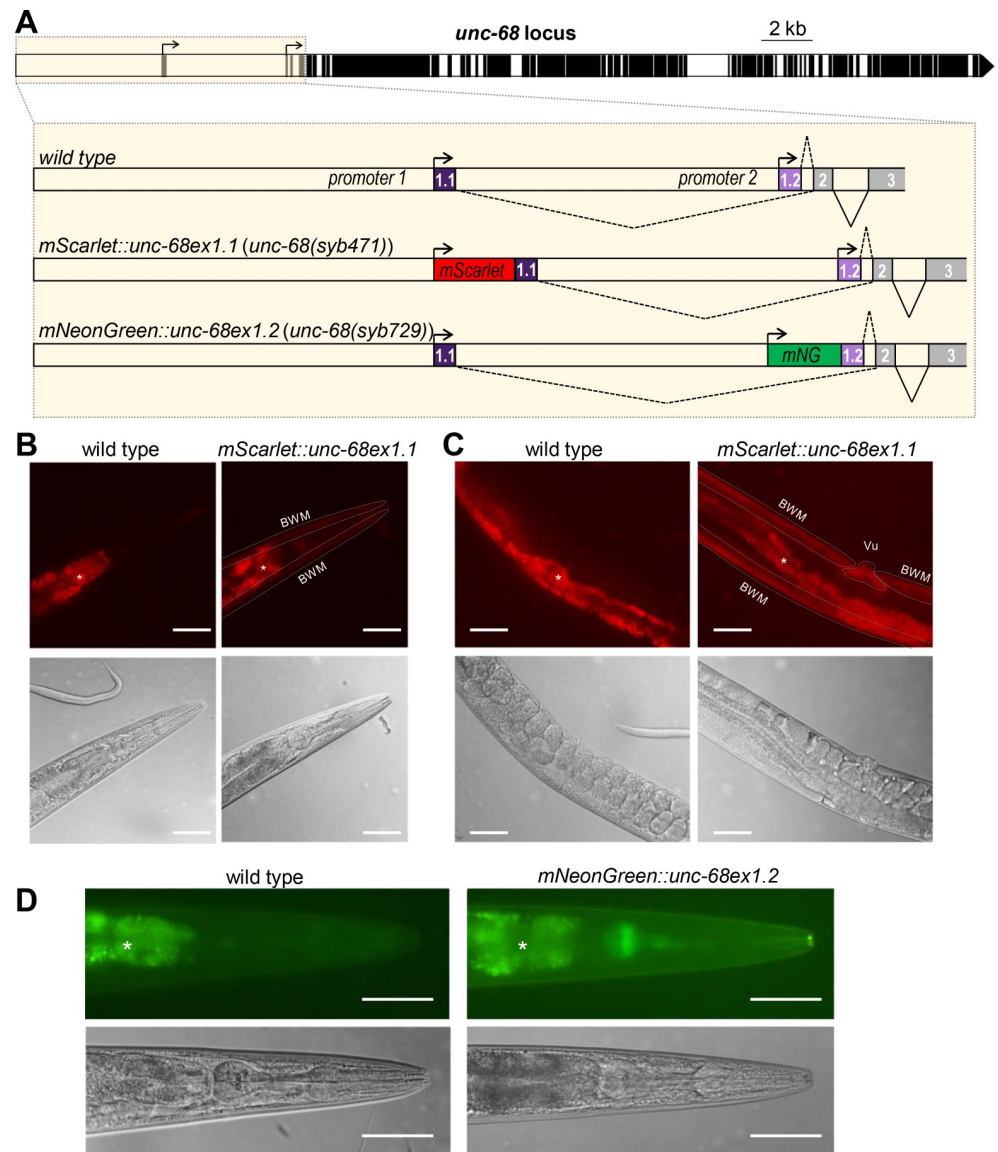 A
unc-68 locus
2 kb
wild type
promoter 1
1.1
promoter 2
1.2
2
3
mScarlet::unc-68ex1.1 (unc-68(syb471))
mScarlet
1.1
1.2
2
3
mNeonGreen::unc-68ex1.2 (unc-68(syb729))
1.1
mNG
1.2
2
3
B
wild type
mScarlet::unc-68ex1.1
*
BWM
*
BWM
C
wild type
mScarlet::unc-68ex1.1
*
BWM
Vu
*
BWM
BWM
D
wild type
mNeonGreen::unc-68ex1.2
*
*